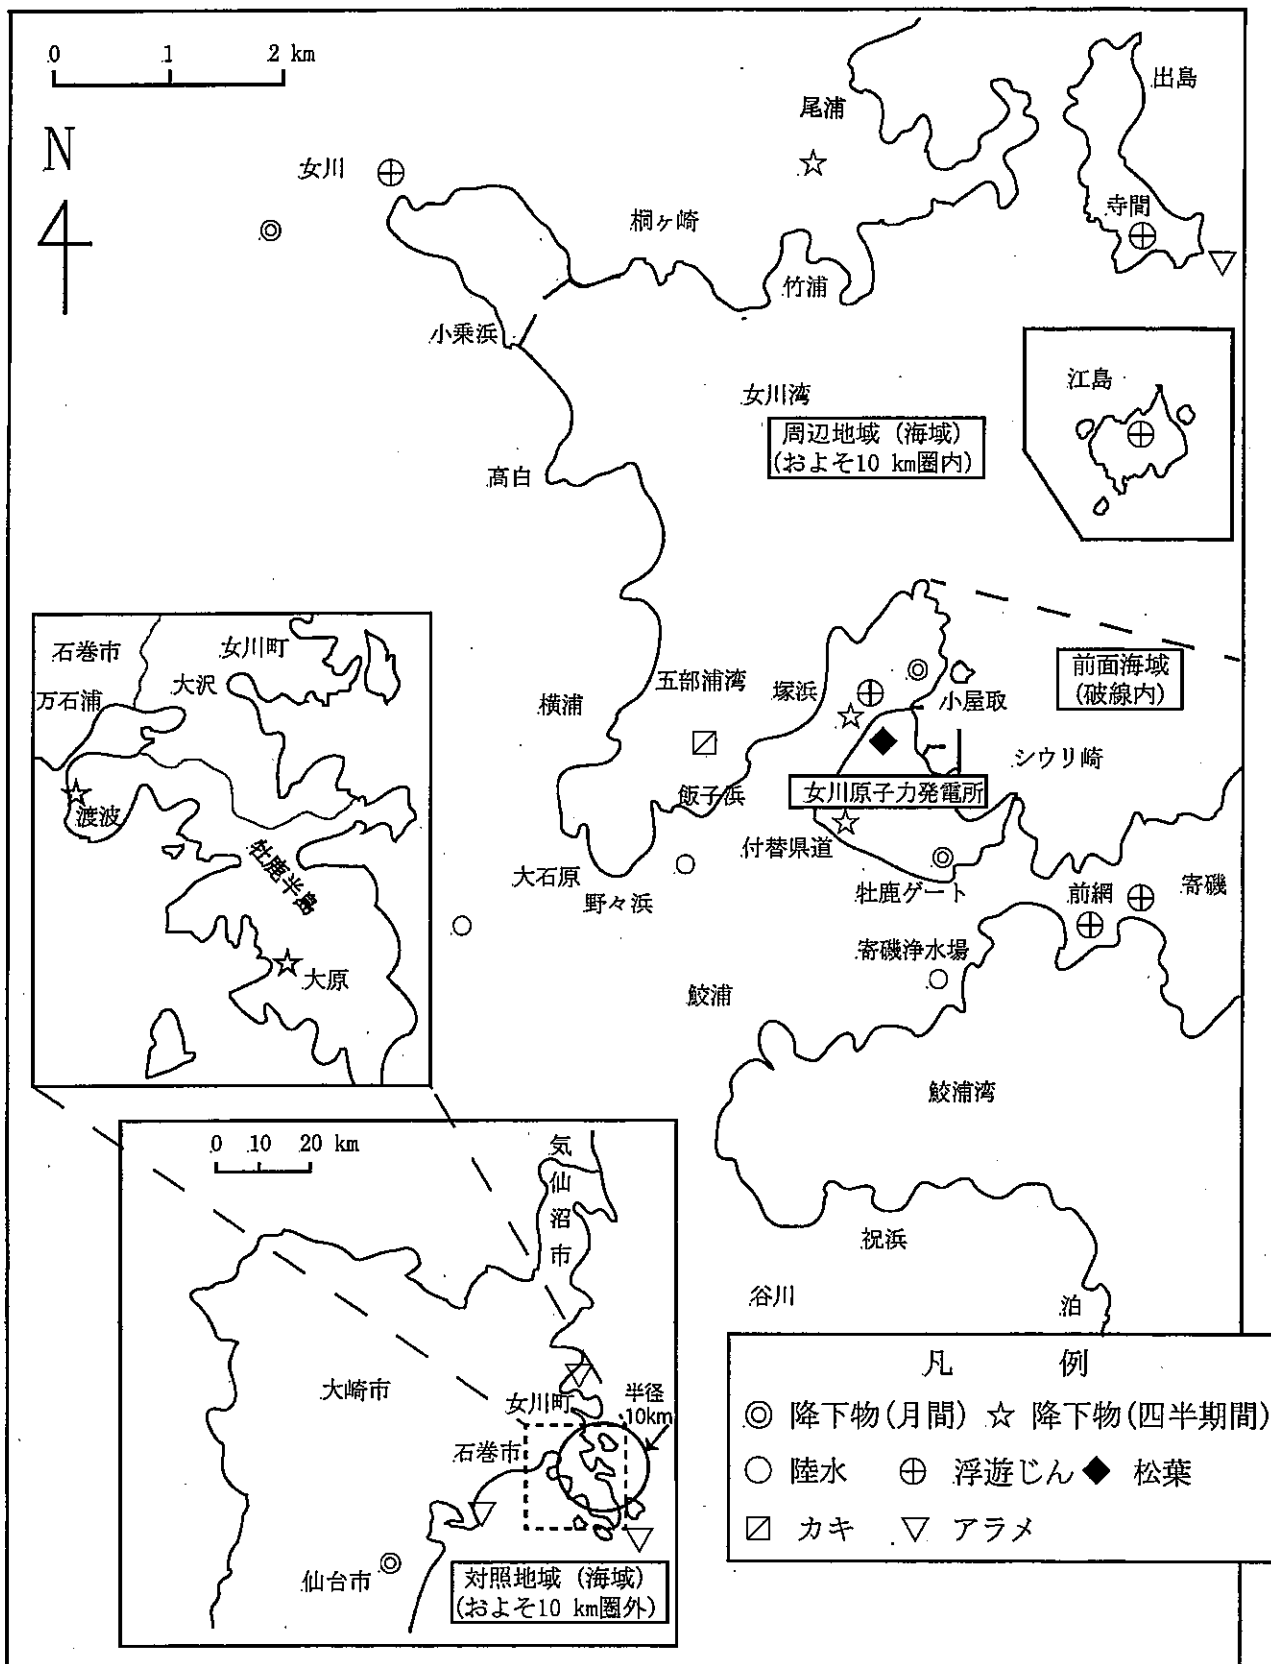 0 1 2 km
N
女川
尾浦
出島
寺間
桐ヶ崎
竹浦
小乗浜
女川湾
江島
周辺地域（海域）
(およそ10 km圏内)
高白
石巻市
女川町
万石浦
大沢
渡波
牡鹿半島
大原
五部浦湾
塚浜
前面海域
(破線内)
小屋取
横浦
シウリ崎
飯子浜
女川原子力発電所
付替県道
大石原
野々浜
牡鹿ゲート
前網
寄磯
寄磯浄水場
鮫浦
鮫浦湾
祝浜
谷川
泊
0 10 20 km
気仙沼市
大崎市
女川町
半径
10km
石巻市
仙台市
対照地域（海域）
(およそ10 km圏外)
凡 例
◎ 降下物(月間) ☆ 降下物(四半期間)
○ 陸水 ⊕ 浮遊じん ◆ 松葉
⍁ カキ ▽ アラメ